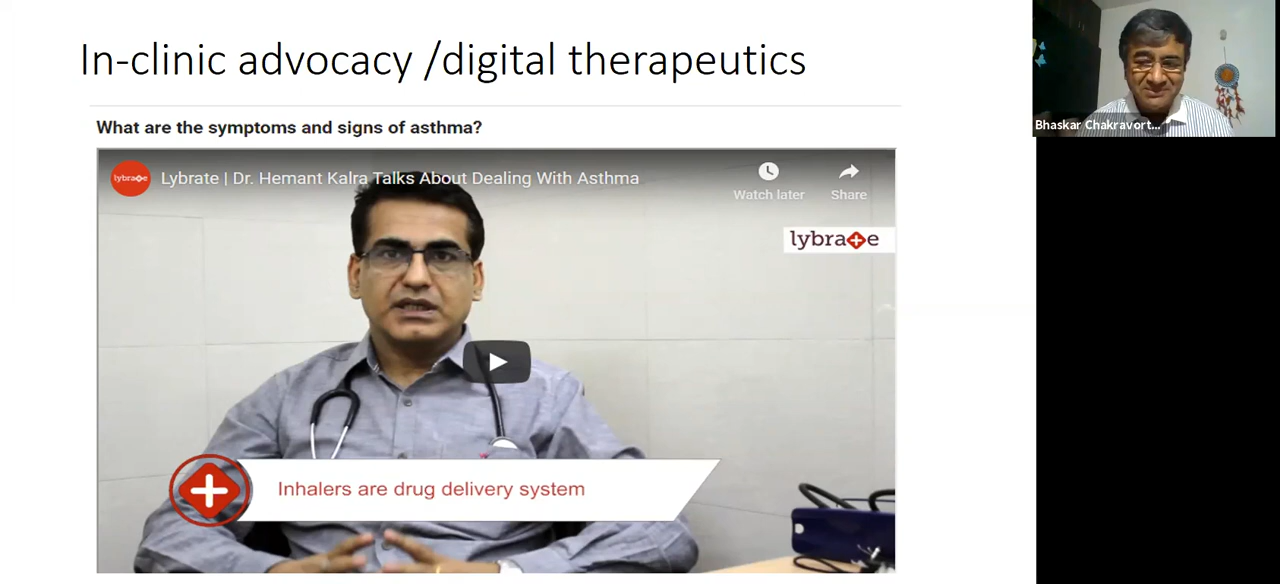 In-clinic advocacy /digital therapeutics
What are the symptoms and signs of asthma?
lybrate
Lybrate | Dr. Hemant Kalra Talks About Dealing With Asthma
Watch later
Share
lybrate
Inhalers are drug delivery system
Bhaskar Chakravort...